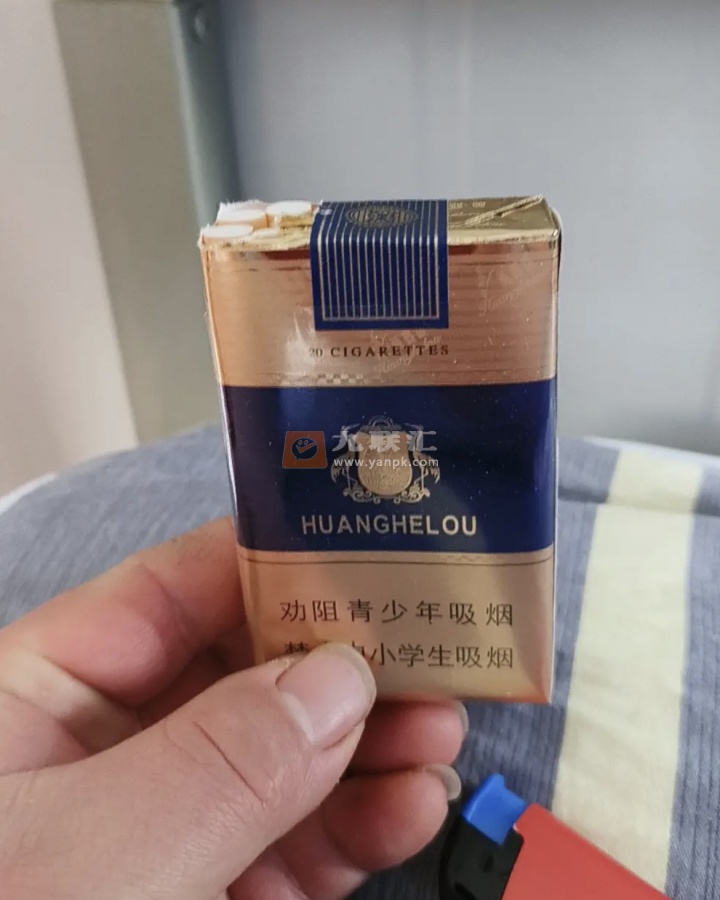 20 CIGARETTES
九联汇
www.yanpk.com
HUANGHELOU
劝阻青少年吸烟
禁 中小学生吸烟